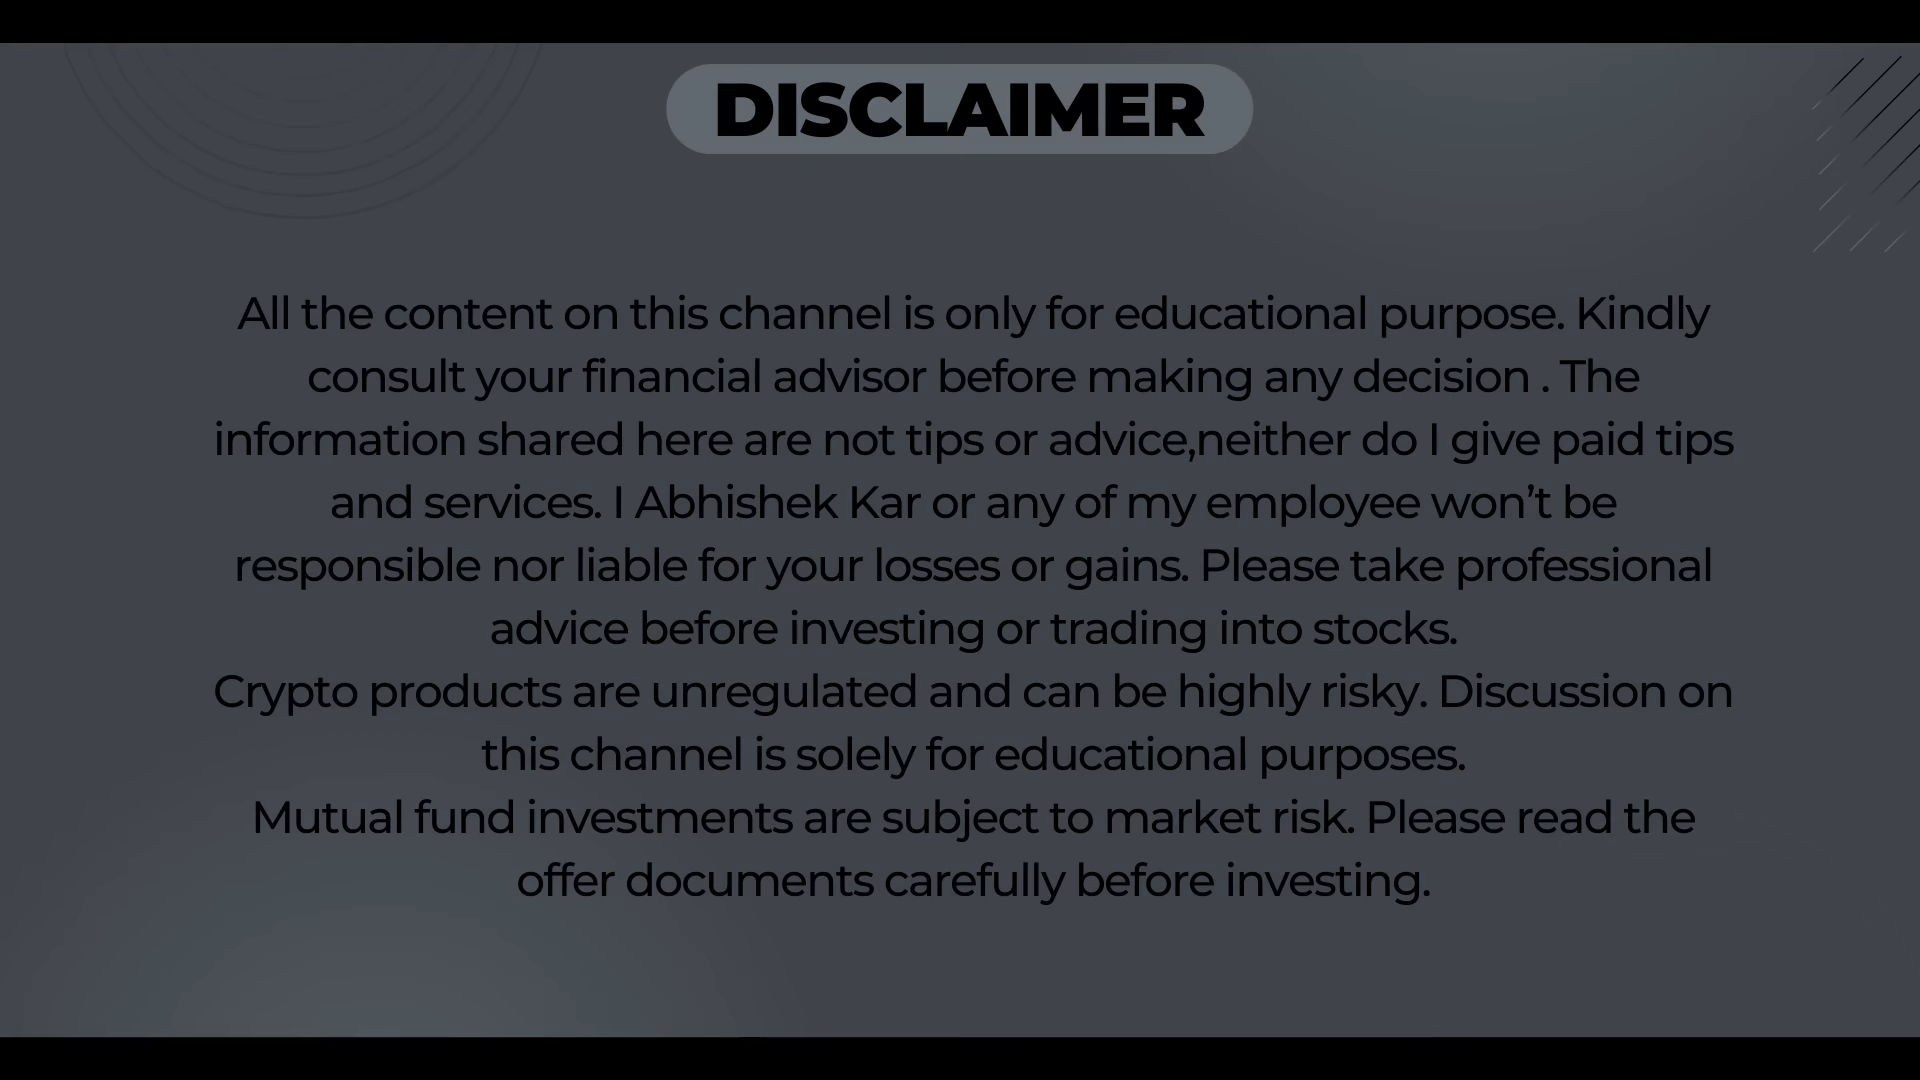 DISCLAIMER
All the content on this channel is only for educational purpose. Kindly
consult your financial advisor before making any decision . The
information shared here are not tips or advice,neither do I give paid tips
and services. I Abhishek Kar or any of my employee won’t be
responsible nor liable for your losses or gains. Please take professional
advice before investing or trading into stocks.
Crypto products are unregulated and can be highly risky. Discussion on
this channel is solely for educational purposes.
Mutual fund investments are subject to market risk. Please read the
offer documents carefully before investing.